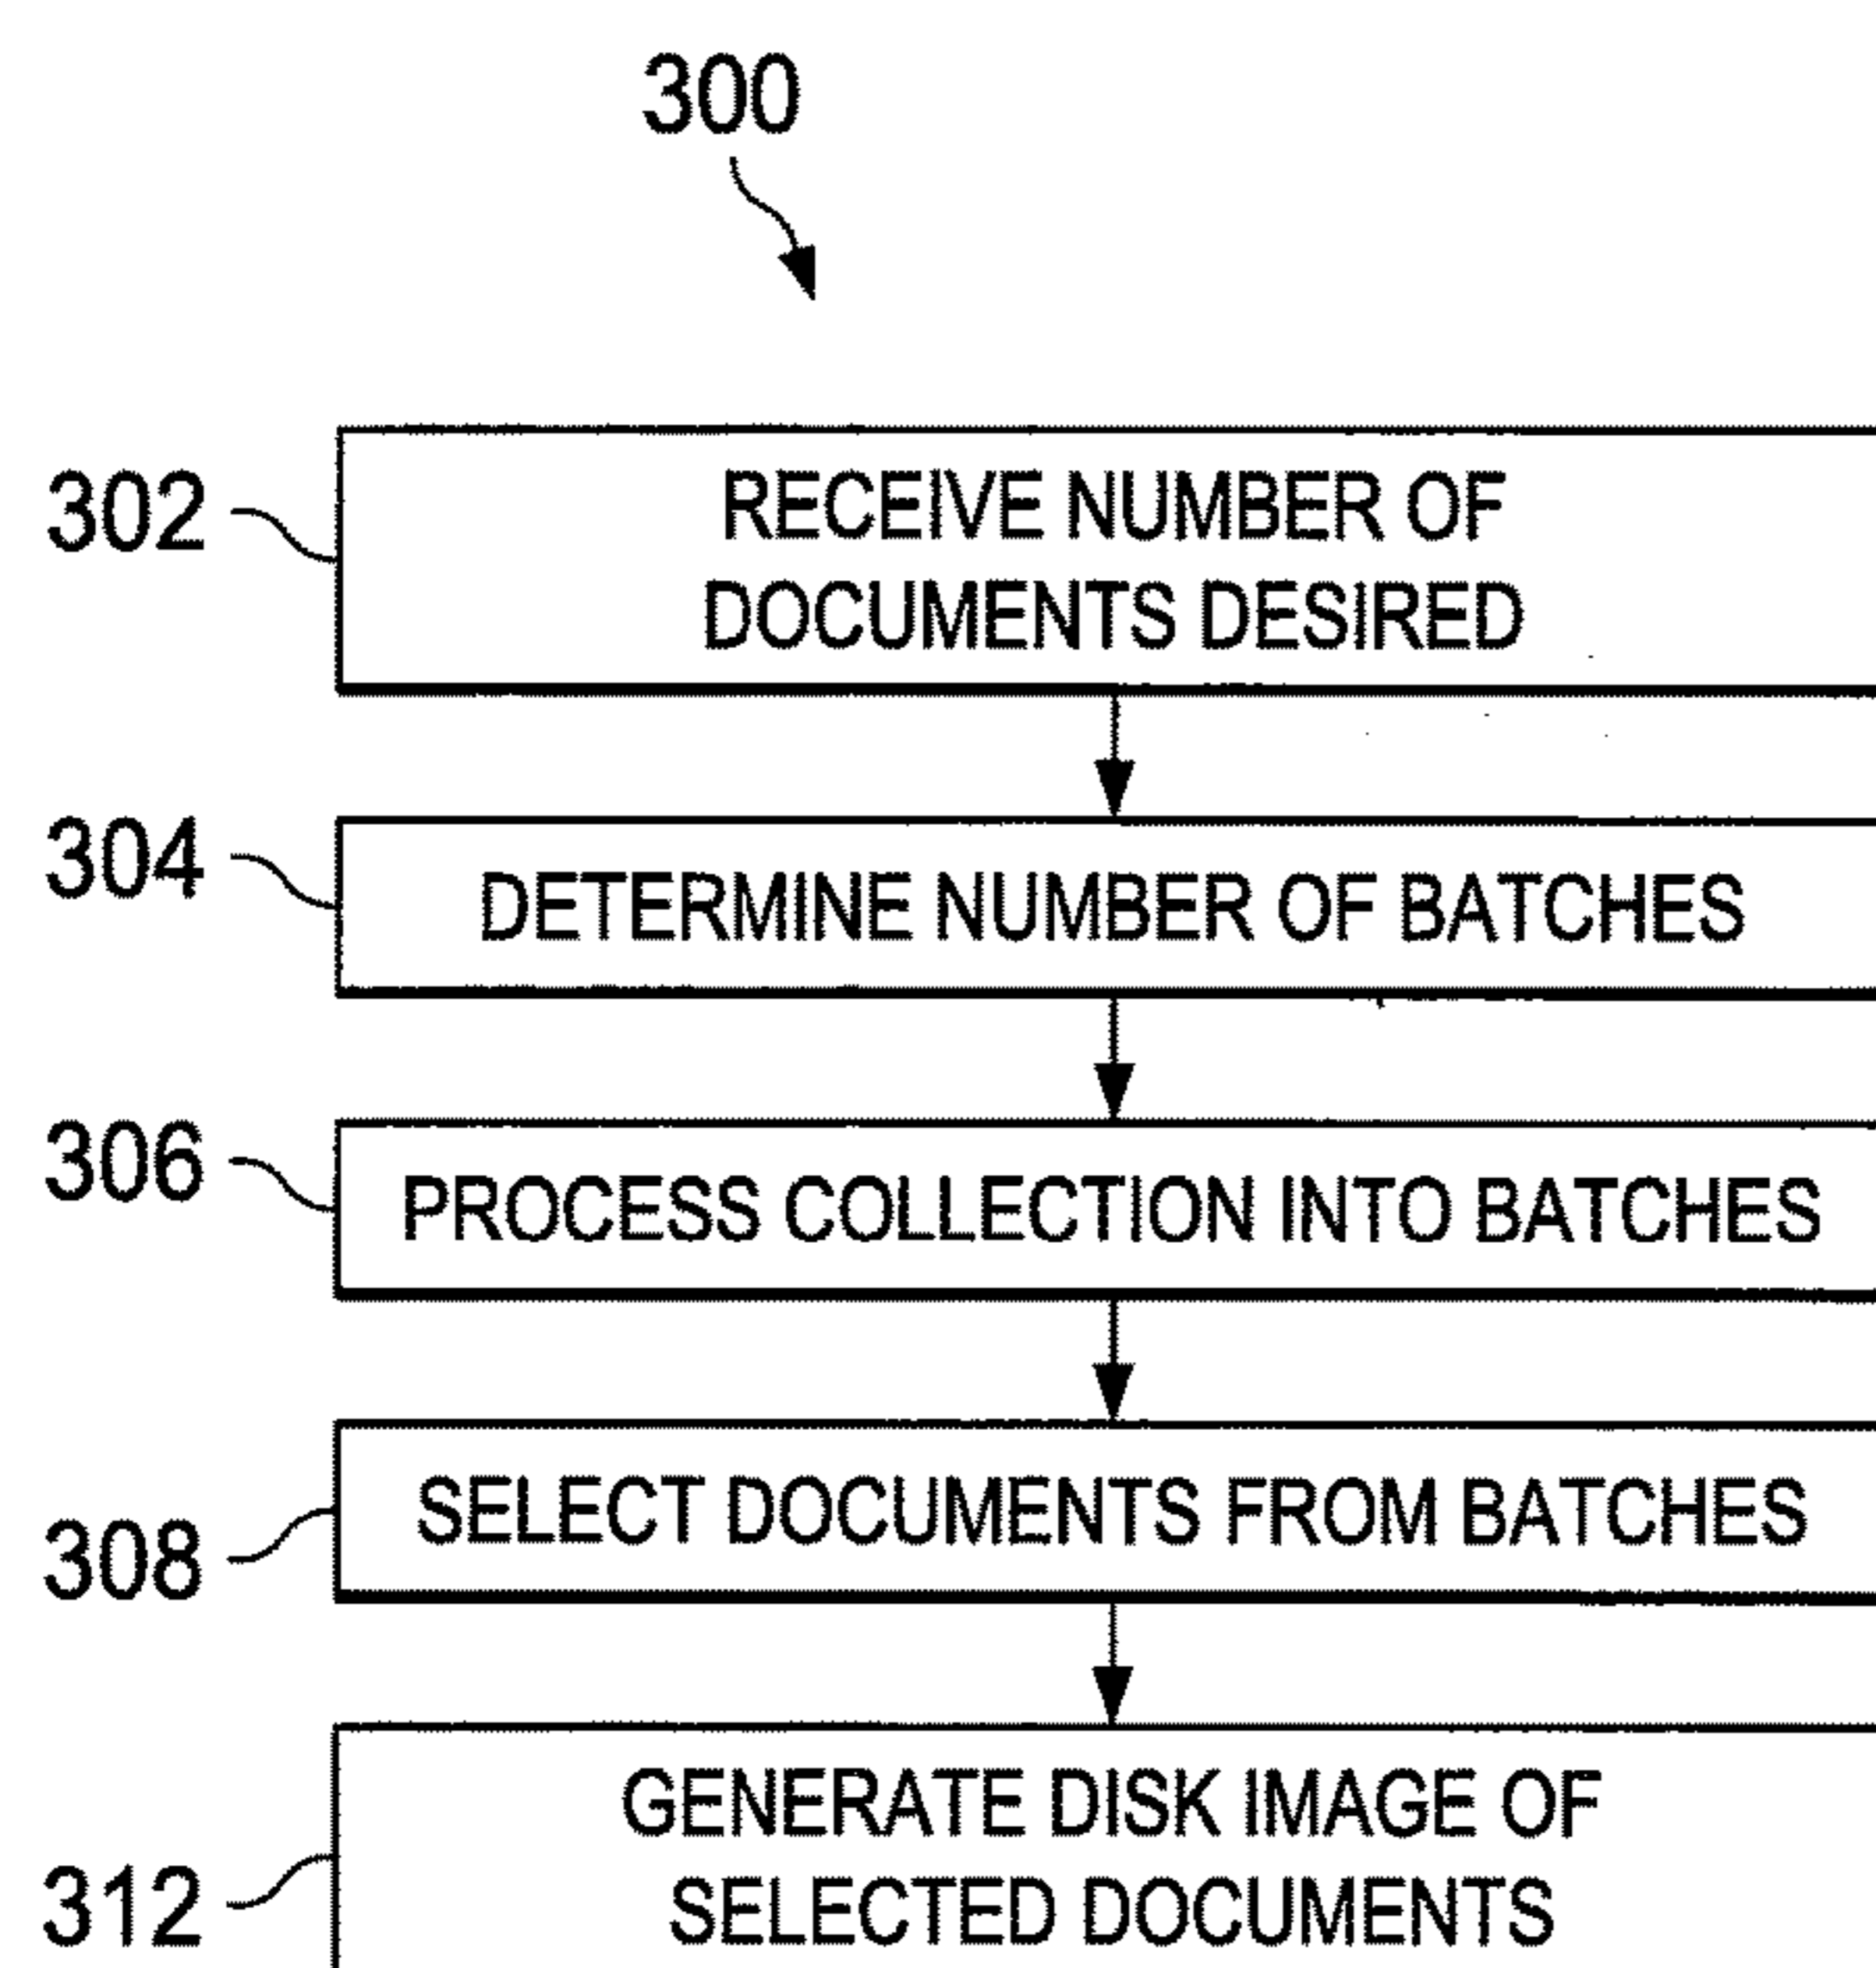 300
302
RECEIVE NUMBER OF
DOCUMENTS DESIRED
304
DETERMINE NUMBER OF BATCHES
306
PROCESS COLLECTION INTO BATCHES
308
SELECT DOCUMENTS FROM BATCHES
312
GENERATE DISK IMAGE OF
SELECTED DOCUMENTS